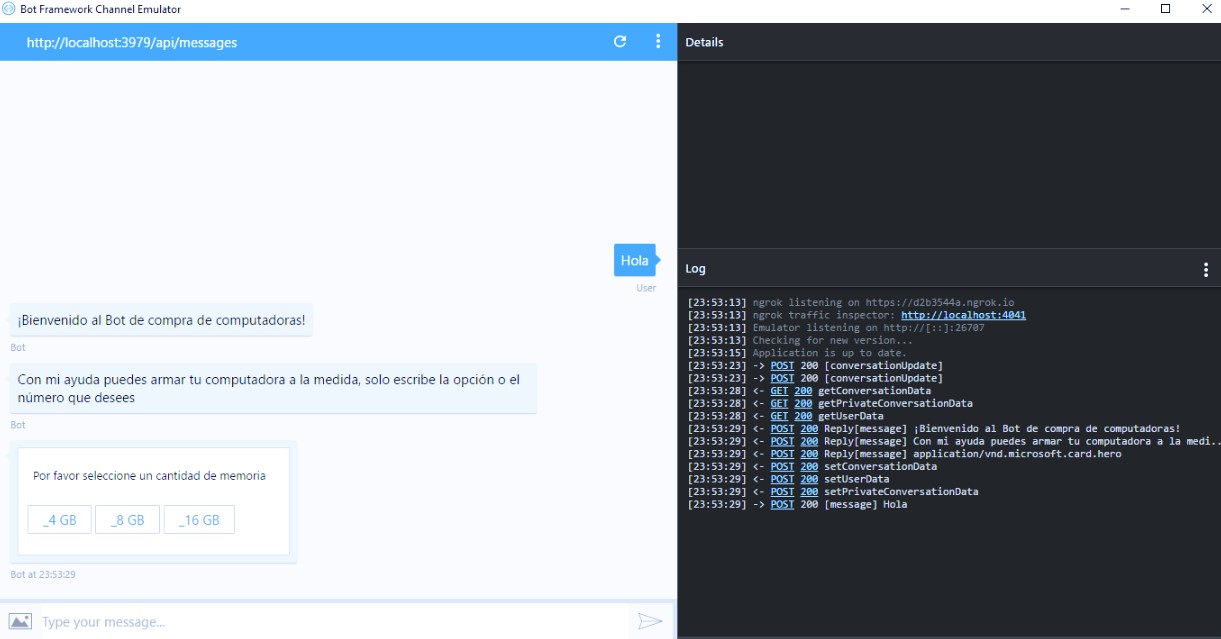 Bot Framework Channel Emulator
http://localhost:3979/api/messages
Hola
User
¡Bienvenido al Bot de compra de computadoras!
Bot
Con mi ayuda puedes armar tu computadora a la medida, solo escribe la opción o el
número que desees
Bot
Por favor seleccione un cantidad de memoria
_4 GB _8 GB _16 GB
Bot at 23:53:29
Type your message...
Details
Log
[23:53:13] ngrok listening on https://d2b3544a.ngrok.io
[23:53:13] ngrok traffic inspector: http://localhost:4041
[23:53:13] Emulator listening on http://[::]:26707
[23:53:13] Checking for new version...
[23:53:15] Application is up to date.
[23:53:23] -> POST 200 [conversationUpdate]
[23:53:23] -> POST 200 [conversationUpdate]
[23:53:28] <- GET 200 getConversationData
[23:53:28] <- GET 200 getPrivateConversationData
[23:53:28] <- GET 200 getUserData
[23:53:29] <- POST 200 Reply[message] ¡Bienvenido al Bot de compra de computadoras!
[23:53:29] <- POST 200 Reply[message] Con mi ayuda puedes armar tu computadora a la medi..
[23:53:29] <- POST 200 Reply[message] application/vnd.microsoft.card.hero
[23:53:29] <- POST 200 setConversationData
[23:53:29] <- POST 200 setUserData
[23:53:29] <- POST 200 setPrivateConversationData
[23:53:29] -> POST 200 [message] Hola